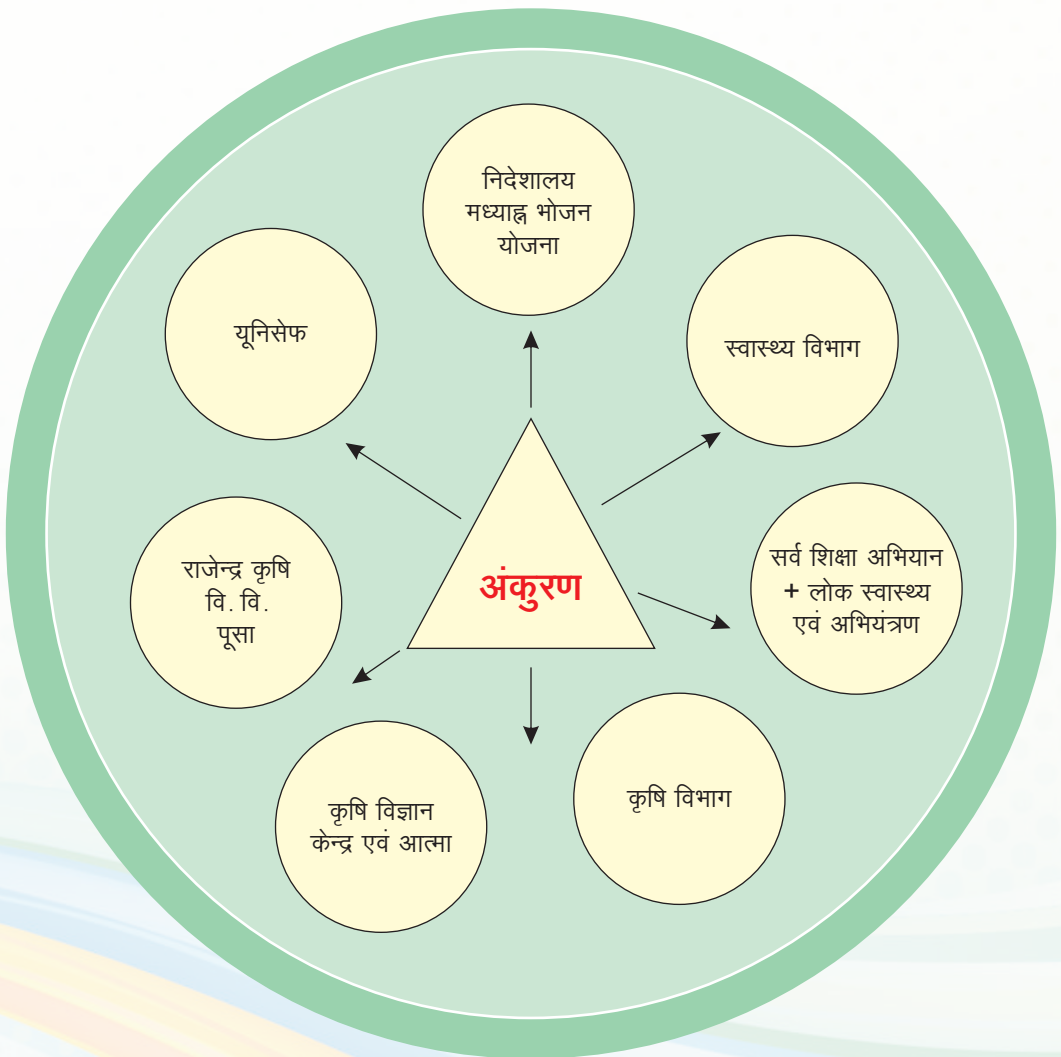 निदेशालय
मध्याह्न भोजन
योजना
यूनिसेफ
स्वास्थ्य विभाग
राजेन्द्र कृषि
वि. वि.
पूसा
अंकुरण
सर्व शिक्षा अभियान
+ लोक स्वास्थ्य
एवं अभियंत्रण
कृषि विज्ञान
केन्द्र एवं आत्मा
कृषि विभाग